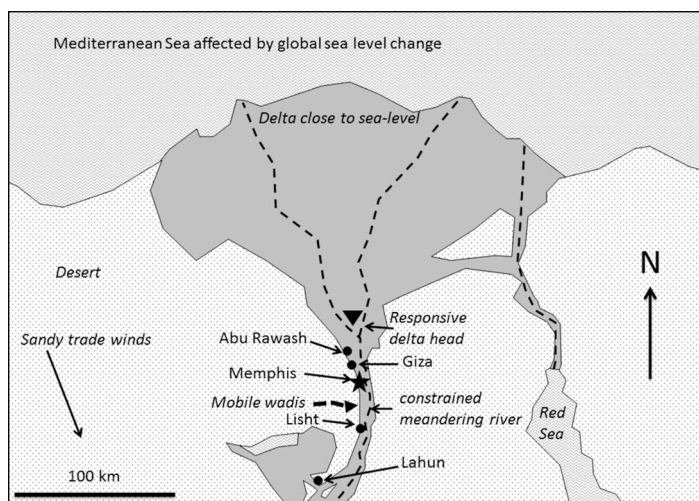 Mediterranean Sea affected by global sea level change
Delta close to sea-level
Desert
N
Sandy trade winds
Responsive
delta head
Abu Rawash
Giza
Memphis
Mobile wadis
constrained
meandering river
Lisht
Red
Sea
Lahun
100 km